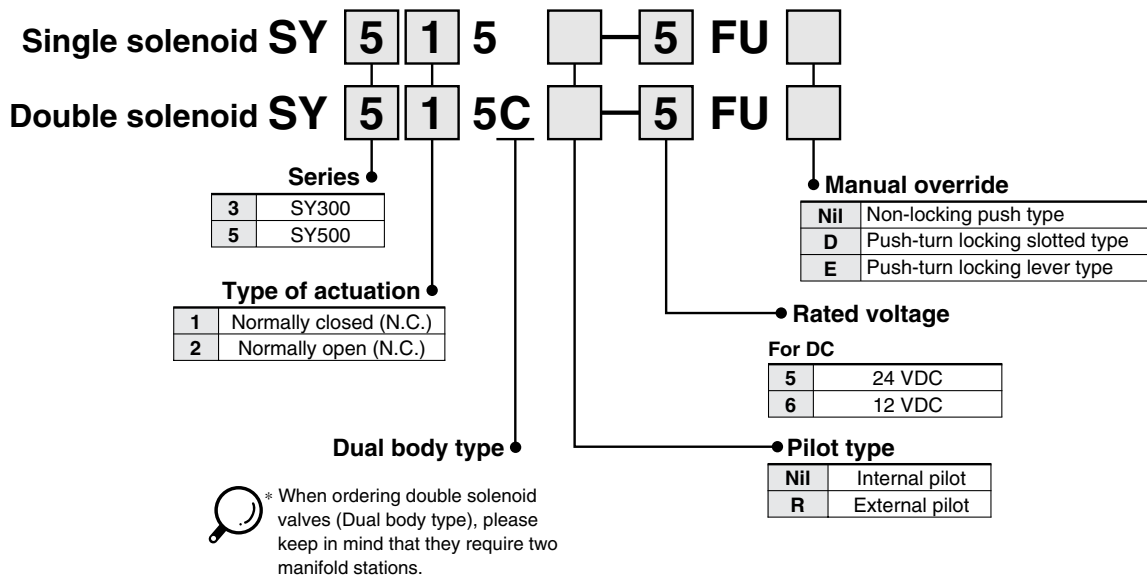 Single solenoid SY 5 1 5 - 5 FU
Double solenoid SY 5 1 5C - 5 FU
Series
3 SY300
5 SY500
Type of actuation
1 Normally closed (N.C.)
2 Normally open (N.C.)
Dual body type
* When ordering double solenoid
valves (Dual body type), please
keep in mind that they require two
manifold stations.
Manual override
Nil Non-locking push type
D Push-turn locking slotted type
E Push-turn locking lever type
Rated voltage
For DC
5 24 VDC
6 12 VDC
Pilot type
Nil Internal pilot
R External pilot